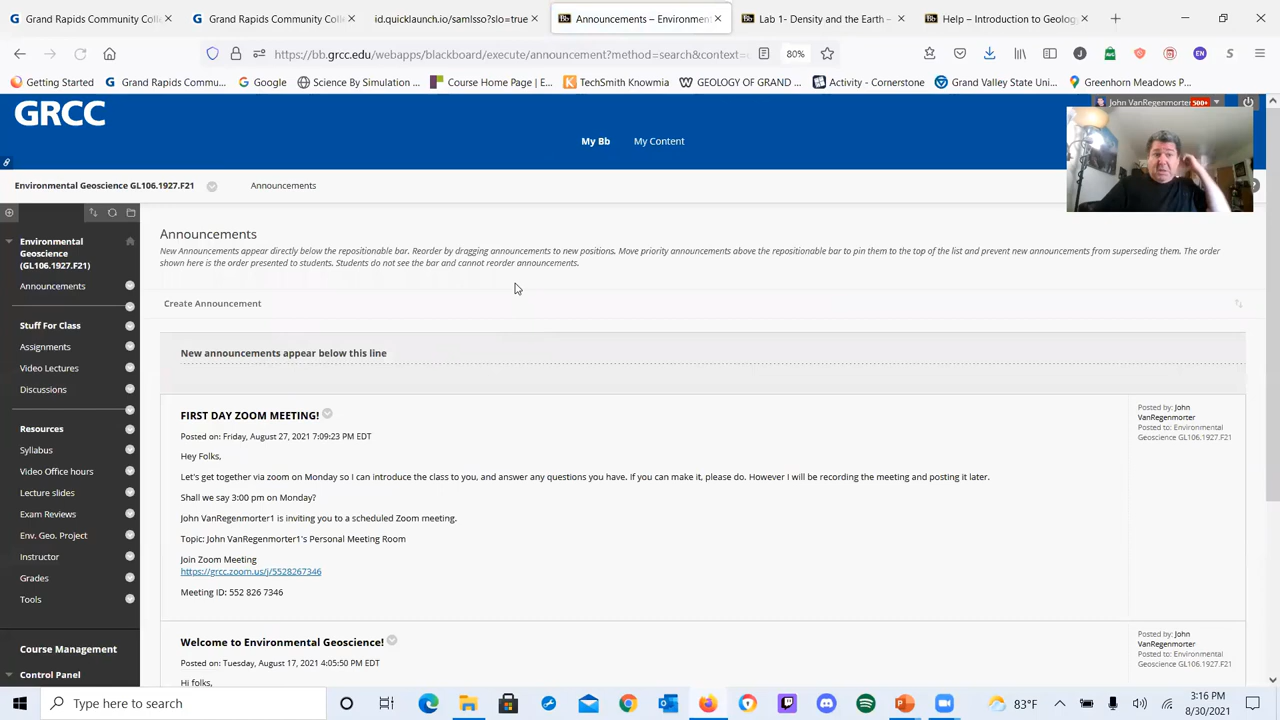 Grand Rapids Community Colle
Grand Rapids Community Colle
id.quicklaunch.io/samlsso?slo=true
Bb Announcements – Environmen
Bb Lab 1- Density and the Earth –
Bb Help – Introduction to Geolog
https://bb.grcc.edu/webapps/blackboard/execute/announcement?method=search&context=
80%
Getting Started
Grand Rapids Commu...
Google
Science By Simulation ...
Course Home Page | E...
TechSmith Knowmia
GEOLOGY OF GRAND ...
Activity - Cornerstone
Grand Valley State Uni...
Greenhorn Meadows P...
GRCC
John VanRegenmorter 500+
My Bb
My Content
Environmental Geoscience GL106.1927.F21
Announcements
Environmental
Geoscience
(GL106.1927.F21)
Announcements
Stuff For Class
Assignments
Video Lectures
Discussions
Resources
Syllabus
Video Office hours
Lecture slides
Exam Reviews
Env. Geo. Project
Instructor
Grades
Tools
Course Management
Control Panel
Announcements
New Announcements appear directly below the repositionable bar. Reorder by dragging announcements to new positions. Move priority announcements above the repositionable bar to pin them to the top of the list and prevent new announcements from superseding them. The order
shown here is the order presented to students. Students do not see the bar and cannot reorder announcements.
Create Announcement
New announcements appear below this line
FIRST DAY ZOOM MEETING!
Posted on: Friday, August 27, 2021 7:09:23 PM EDT
Hey Folks,
Let's get together via zoom on Monday so I can introduce the class to you, and answer any questions you have. If you can make it, please do. However I will be recording the meeting and posting it later.
Shall we say 3:00 pm on Monday?
John VanRegenmorter1 is inviting you to a scheduled Zoom meeting.
Topic: John VanRegenmorter1's Personal Meeting Room
Join Zoom Meeting
https://grcc.zoom.us/j/5528267346
Meeting ID: 552 826 7346
Posted by: John
VanRegenmorter
Posted to: Environmental
Geoscience GL106.1927.F21
Welcome to Environmental Geoscience!
Posted on: Tuesday, August 17, 2021 4:05:50 PM EDT
Hi folks,
Posted by: John
VanRegenmorter
Posted to: Environmental
Geoscience GL106.1927.F21
Type here to search
83°F
3:16 PM
8/30/2021